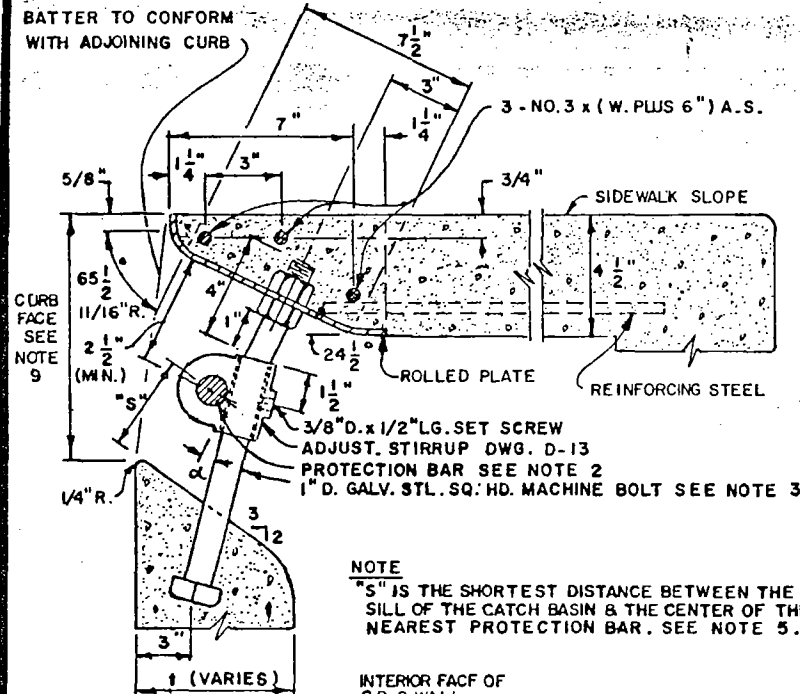 BATTER TO CONFORM
WITH ADJOINING CURB
7 1/2"
3"
7"
1 1/4"
3 - NO. 3 x ( W. PLUS 6" ) A.S.
1 1/4"
3"
5/8"
3/4"
SIDEWALK SLOPE
65 1/2°
11/16" R.
4"
4 1/2"
CURB
FACE
SEE
NOTE
9
2 1/2"
(MIN.)
1"
24 1/2°
ROLLED PLATE
REINFORCING STEEL
"S"
1 1/2"
3/8"D. x 1/2" LG. SET SCREW
ADJUST. STIRRUP DWG. D-13
PROTECTION BAR SEE NOTE 2
α
1" D. GALV. STL. SQ. HD. MACHINE BOLT SEE NOTE 3
1/4" R.
3
2
NOTE
"S" IS THE SHORTEST DISTANCE BETWEEN THE
SILL OF THE CATCH BASIN & THE CENTER OF TH
NEAREST PROTECTION BAR. SEE NOTE 5.
3"
t (VARIES)
INTERIOR FACE OF